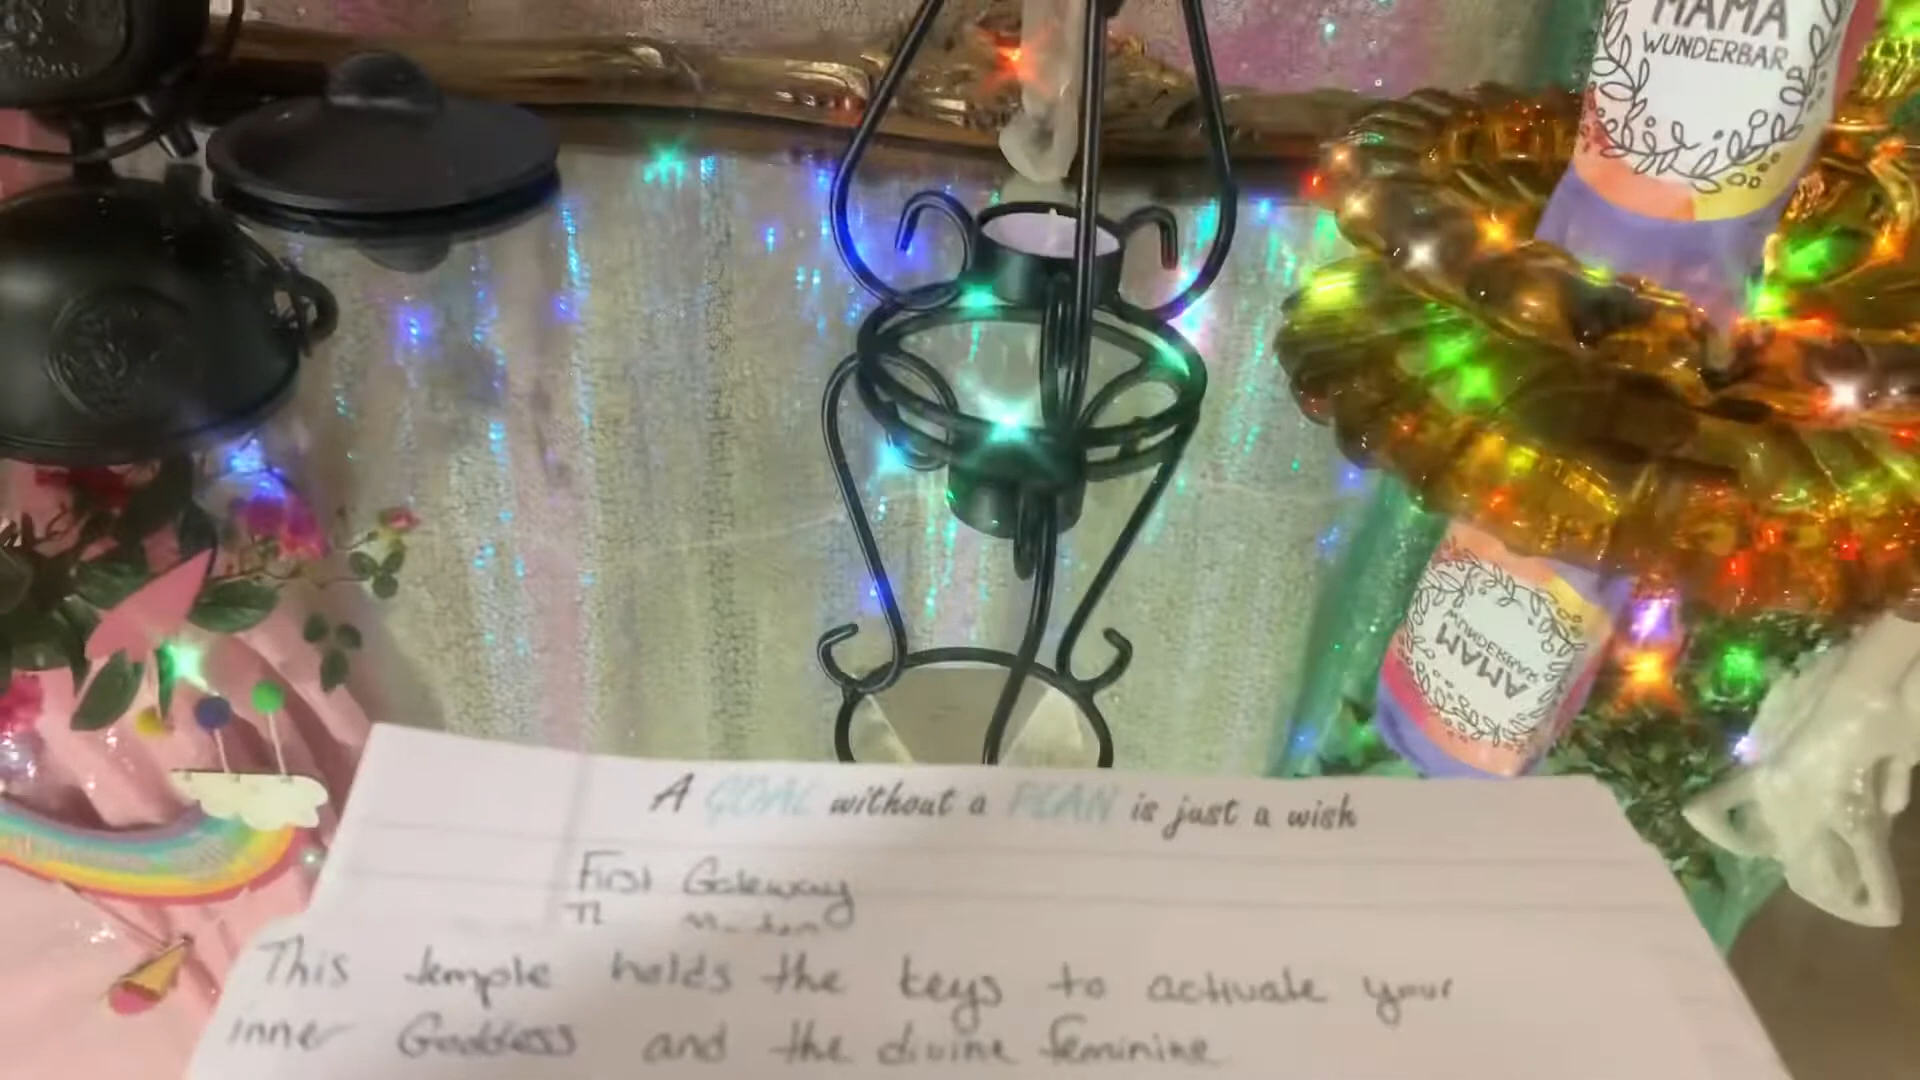 MAMA
WUNDERBAR
MAMA
WUNDERBAR
A GOAL without a PLAN is just a wish
First Gateway
This temple holds the keys to activate your
inner Goddess and the divine feminine